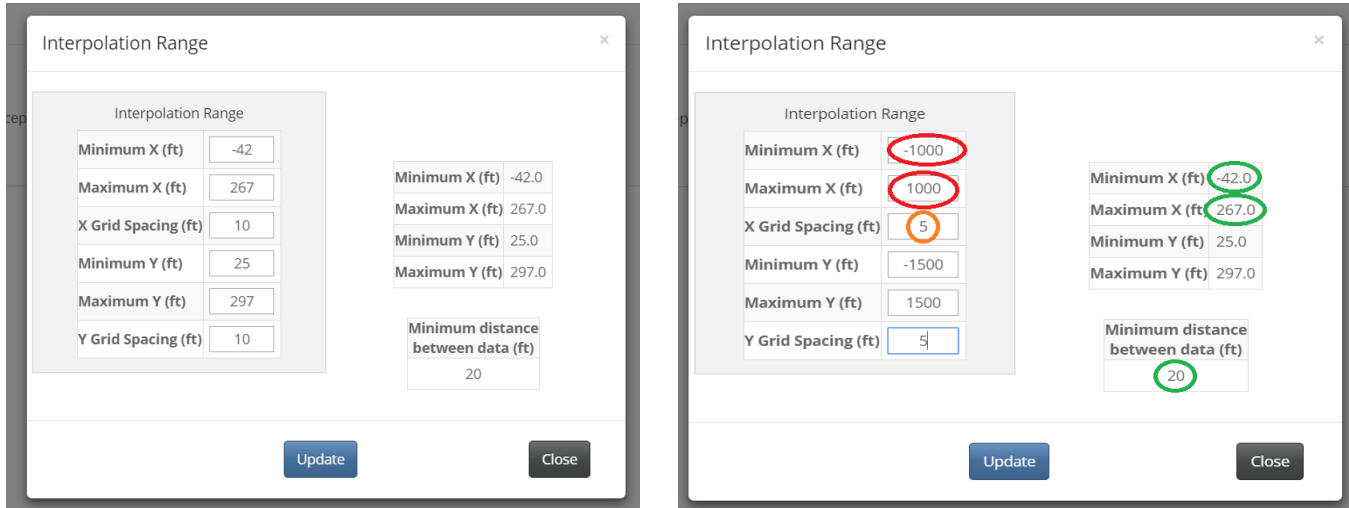 Interpolation Range ×
cep
Interpolation Range
Minimum X (ft) -42
Maximum X (ft) 267
X Grid Spacing (ft) 10
Minimum Y (ft) 25
Maximum Y (ft) 297
Y Grid Spacing (ft) 10
Minimum X (ft) -42.0
Maximum X (ft) 267.0
Minimum Y (ft) 25.0
Maximum Y (ft) 297.0
Minimum distance
between data (ft)
20
Update
Close
Interpolation Range ×
ep
Interpolation Range
Minimum X (ft) -1000
Maximum X (ft) 1000
X Grid Spacing (ft) 5
Minimum Y (ft) -1500
Maximum Y (ft) 1500
Y Grid Spacing (ft) 5
Minimum X (ft) -42.0
Maximum X (ft) 267.0
Minimum Y (ft) 25.0
Maximum Y (ft) 297.0
Minimum distance
between data (ft)
20
Update
Close